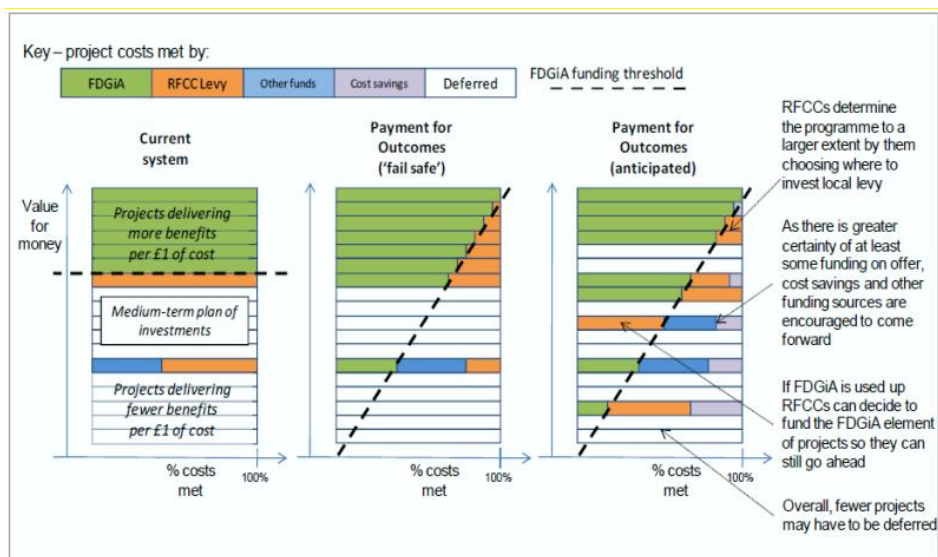 Key – project costs met by:
FDGiA
RFCC Levy
Other funds
Cost savings
Deferred
FDGiA funding threshold
Current
system
Payment for
Outcomes
('fail safe')
Payment for
Outcomes
(anticipated)
Value
for
money
Projects delivering
more benefits
per £1 of cost
Medium-term plan of
investments
Projects delivering
fewer benefits
per £1 of cost
% costs
met
100%
% costs
met
100%
% costs
met
100%
RFCCs determine
the programme to a
larger extent by them
choosing where to
invest local levy
As there is greater
certainty of at least
some funding on offer,
cost savings and other
funding sources are
encouraged to come
forward
If FDGiA is used up
RFCCs can decide to
fund the FDGiA element
of projects so they can
still go ahead
Overall, fewer projects
may have to be deferred